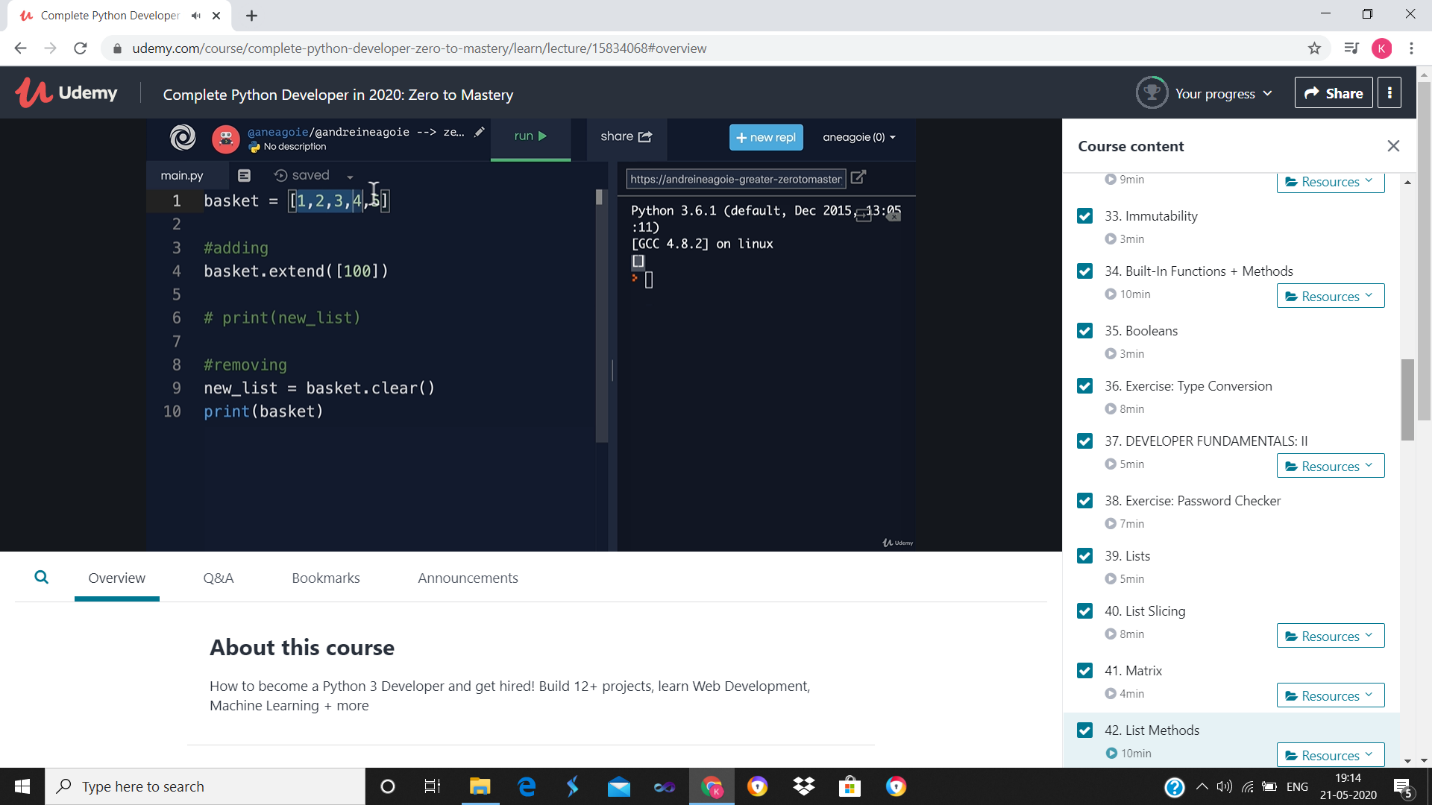 Complete Python Developer
udemy.com/course/complete-python-developer-zero-to-mastery/learn/lecture/15834068#overview
K
Udemy
Complete Python Developer in 2020: Zero to Mastery
Your progress
Share
@aneagoie/@andreineagoie --> ze...
No description
run
share
+ new repl
aneagoie (0)
main.py
saved
https://andreineagoie-greater-zerotomaster
1 basket = [1,2,3,4,5]
2
3 #adding
4 basket.extend([100])
5
6 # print(new_list)
7
8 #removing
9 new_list = basket.clear()
10 print(basket)
Python 3.6.1 (default, Dec 2015, 13:05
:11)
[GCC 4.8.2] on linux
[]
>
Udemy
Course content
9min
Resources
33. Immutability
3min
34. Built-In Functions + Methods
10min
Resources
35. Booleans
3min
36. Exercise: Type Conversion
8min
37. DEVELOPER FUNDAMENTALS: II
5min
Resources
38. Exercise: Password Checker
7min
39. Lists
5min
40. List Slicing
8min
Resources
41. Matrix
4min
Resources
42. List Methods
10min
Resources
Overview
Q&A
Bookmarks
Announcements
About this course
How to become a Python 3 Developer and get hired! Build 12+ projects, learn Web Development,
Machine Learning + more
Type here to search
K
ENG
19:14
21-05-2020
5